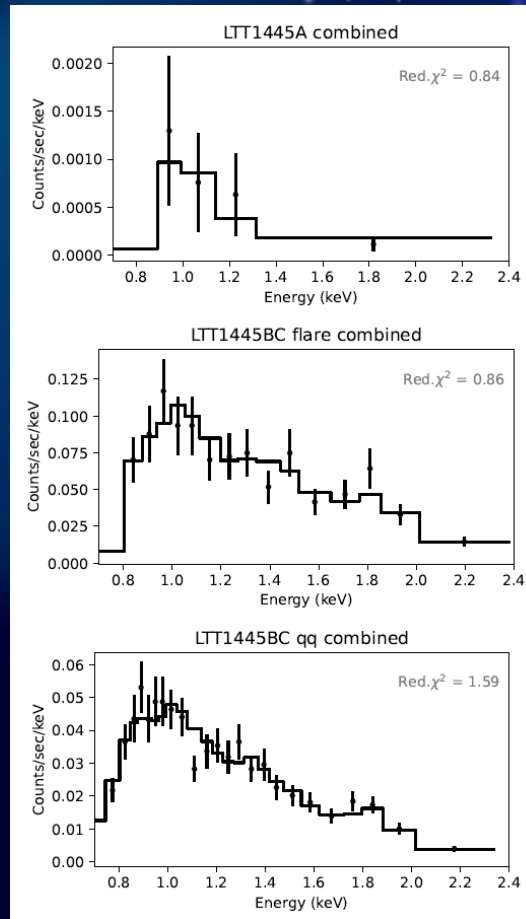 LTT1445A combined
Red.χ² = 0.84
Counts/sec/keV
0.0020
0.0015
0.0010
0.0005
0.0000
0.8 1.0 1.2 1.4 1.6 1.8 2.0 2.2 2.4
Energy (keV)
LTT1445BC flare combined
Red.χ² = 0.86
Counts/sec/keV
0.125
0.100
0.075
0.050
0.025
0.000
0.8 1.0 1.2 1.4 1.6 1.8 2.0 2.2 2.4
Energy (keV)
LTT1445BC qq combined
Red.χ² = 1.59
Counts/sec/keV
0.06
0.05
0.04
0.03
0.02
0.01
0.00
0.8 1.0 1.2 1.4 1.6 1.8 2.0 2.2 2.4
Energy (keV)